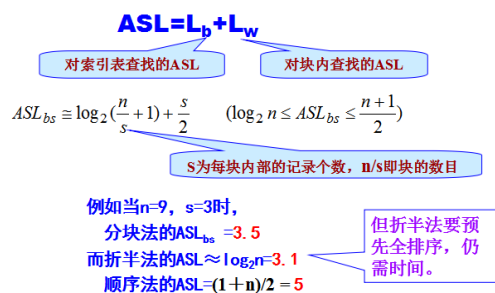 ASL=Lb+Lw
对索引表查找的ASL
对块内查找的ASL
ASLbs ≅ log2(n/s+1)+s/2 (log2n ≤ ASLbs ≤ (n+1)/2)
S为每块内部的记录个数，n/s即块的数目
例如当n=9，s=3时，
分块法的ASLbs =3.5
而折半法的ASL≈log2n=3.1
顺序法的ASL=(1＋n)/2 = 5
但折半法要预
先全排序，仍
需时间。